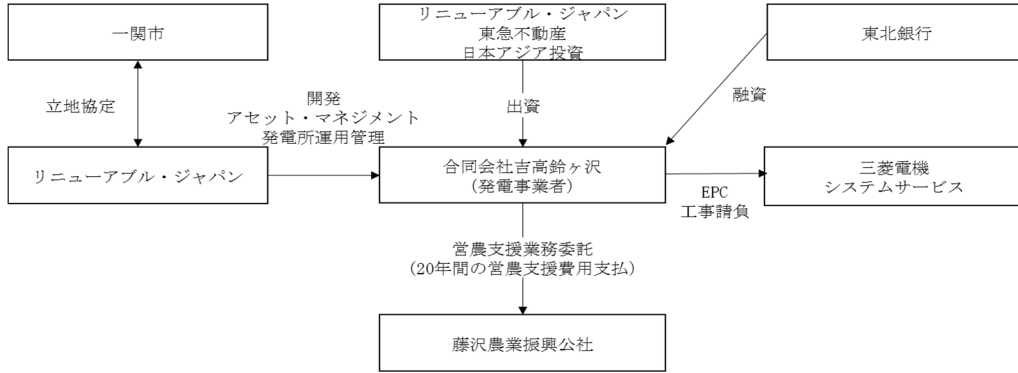 一関市
リニューアブル・ジャパン
東急不動産
日本アジア投資
東北銀行
立地協定
開発
アセット・マネジメント
発電所運用管理
出資
融資
リニューアブル・ジャパン
合同会社吉高鈴ヶ沢
(発電事業者)
三菱電機
システムサービス
EPC
工事請負
営農支援業務委託
(20年間の営農支援費用支払)
藤沢農業振興公社